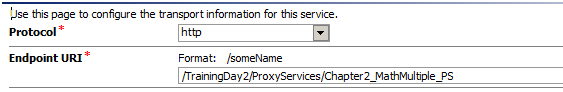 Use this page to configure the transport information for this service.
Protocol*
http
Endpoint URI*
Format: /someName
/TrainingDay2/ProxyServices/Chapter2_MathMultiple_PS